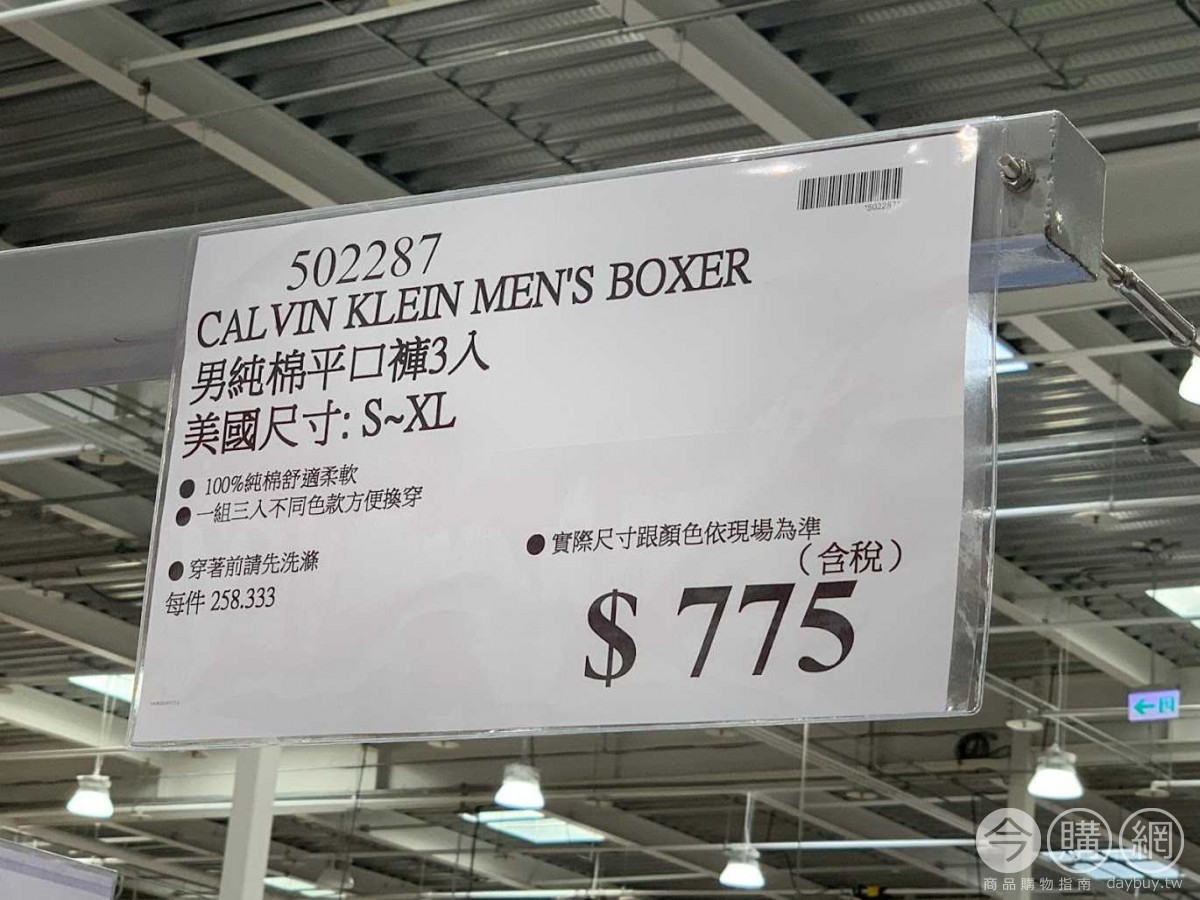 *502287*
502287
CALVIN KLEIN MEN'S BOXER
男純棉平口褲3入
美國尺寸: S~XL
● 100%純棉舒適柔軟
● 一組三入不同色款方便換穿
● 穿著前請先洗滌
每件 258.333
● 實際尺寸跟顏色依現場為準
(含稅)
$ 775
今購網
商品購物指南 daybuy.tw